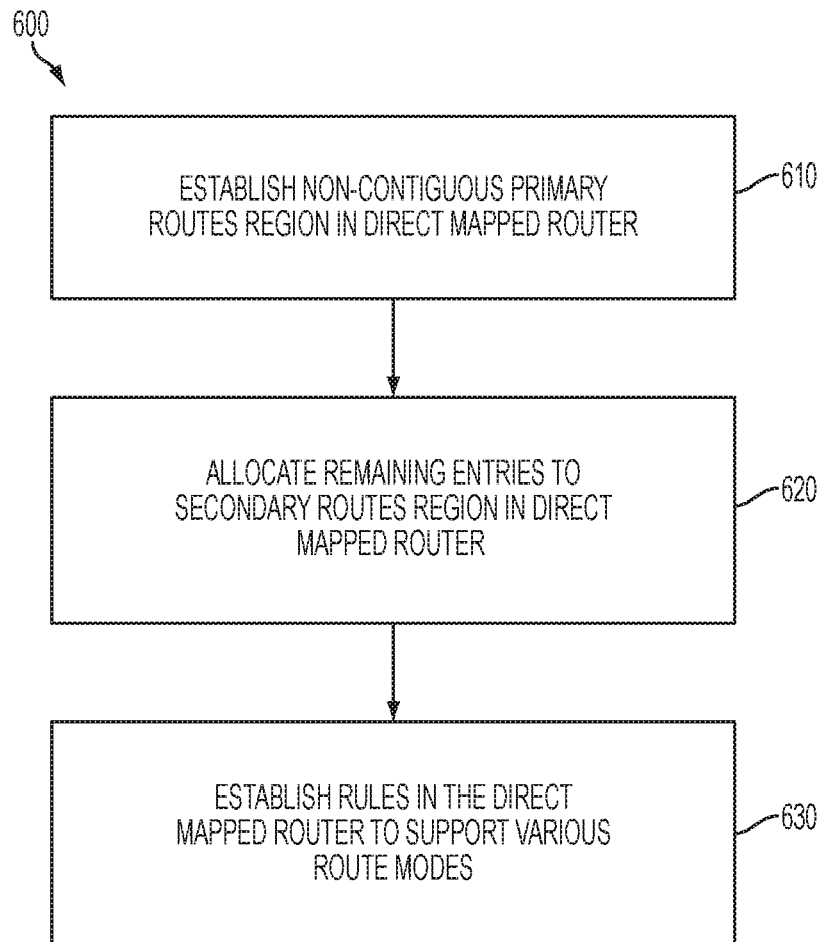 600
ESTABLISH NON-CONTIGUOUS PRIMARY
ROUTES REGION IN DIRECT MAPPED ROUTER
610
ALLOCATE REMAINING ENTRIES TO
SECONDARY ROUTES REGION IN DIRECT
MAPPED ROUTER
620
ESTABLISH RULES IN THE DIRECT
MAPPED ROUTER TO SUPPORT VARIOUS
ROUTE MODES
630